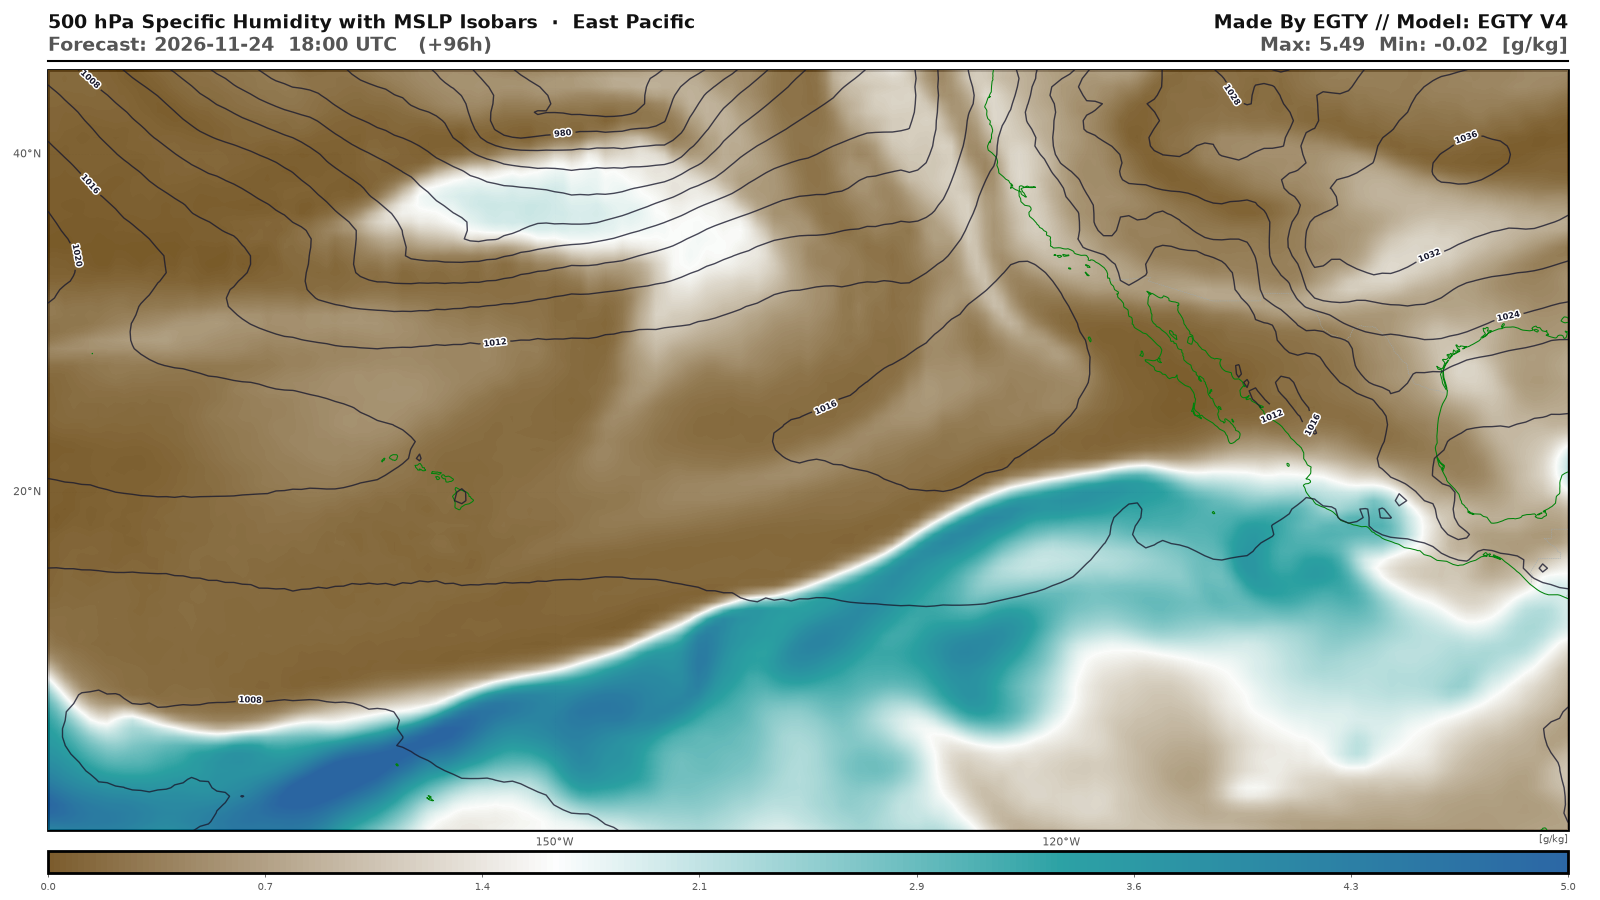 500 hPa Specific Humidity with MSLP Isobars · East Pacific
Made By EGTY // Model: EGTY V4
Forecast: 2026-11-24 18:00 UTC (+96h)
Max: 5.49 Min: -0.02 [g/kg]
1008
980
1028
1036
40°N
1016
1020
1032
1024
1012
1016
1012
1016
20°N
1008
150°W
120°W
[g/kg]
0.0
0.7
1.4
2.1
2.9
3.6
4.3
5.0